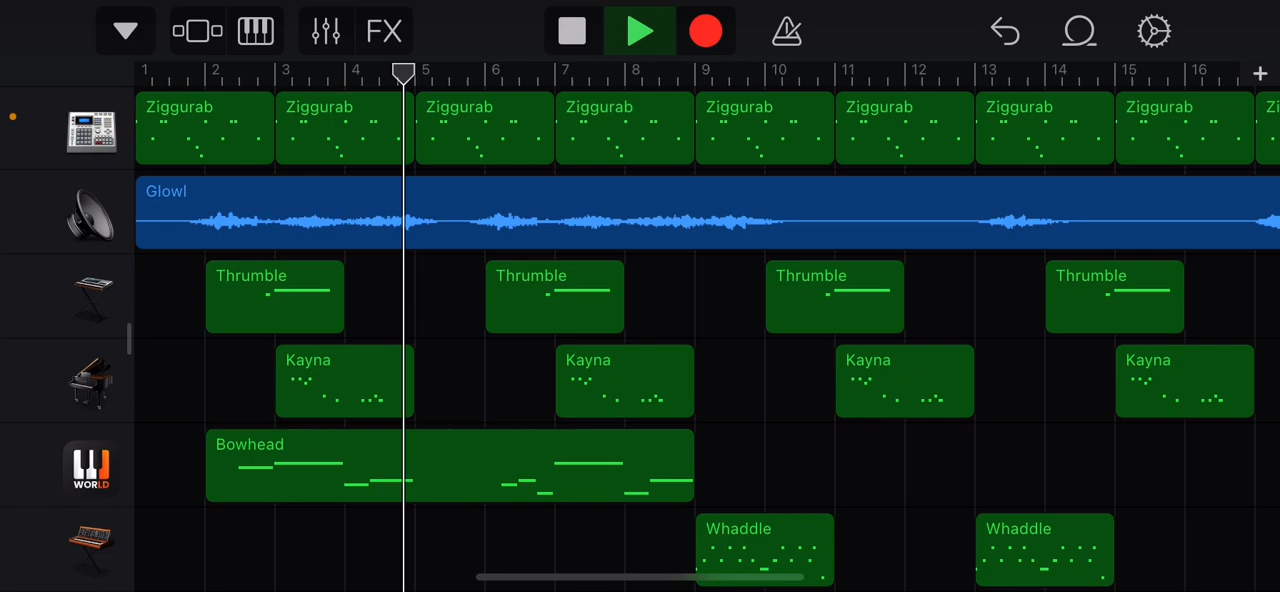 FX
1 2 3 4 5 6 7 8 9 10 11 12 13 14 15 16 +
Ziggurab Ziggurab Ziggurab Ziggurab Ziggurab Ziggurab Ziggurab Ziggurab Zi
Glowl
Thrumble Thrumble Thrumble Thrumble
Kayna Kayna Kayna Kayna
Bowhead
WORLD
Whaddle Whaddle